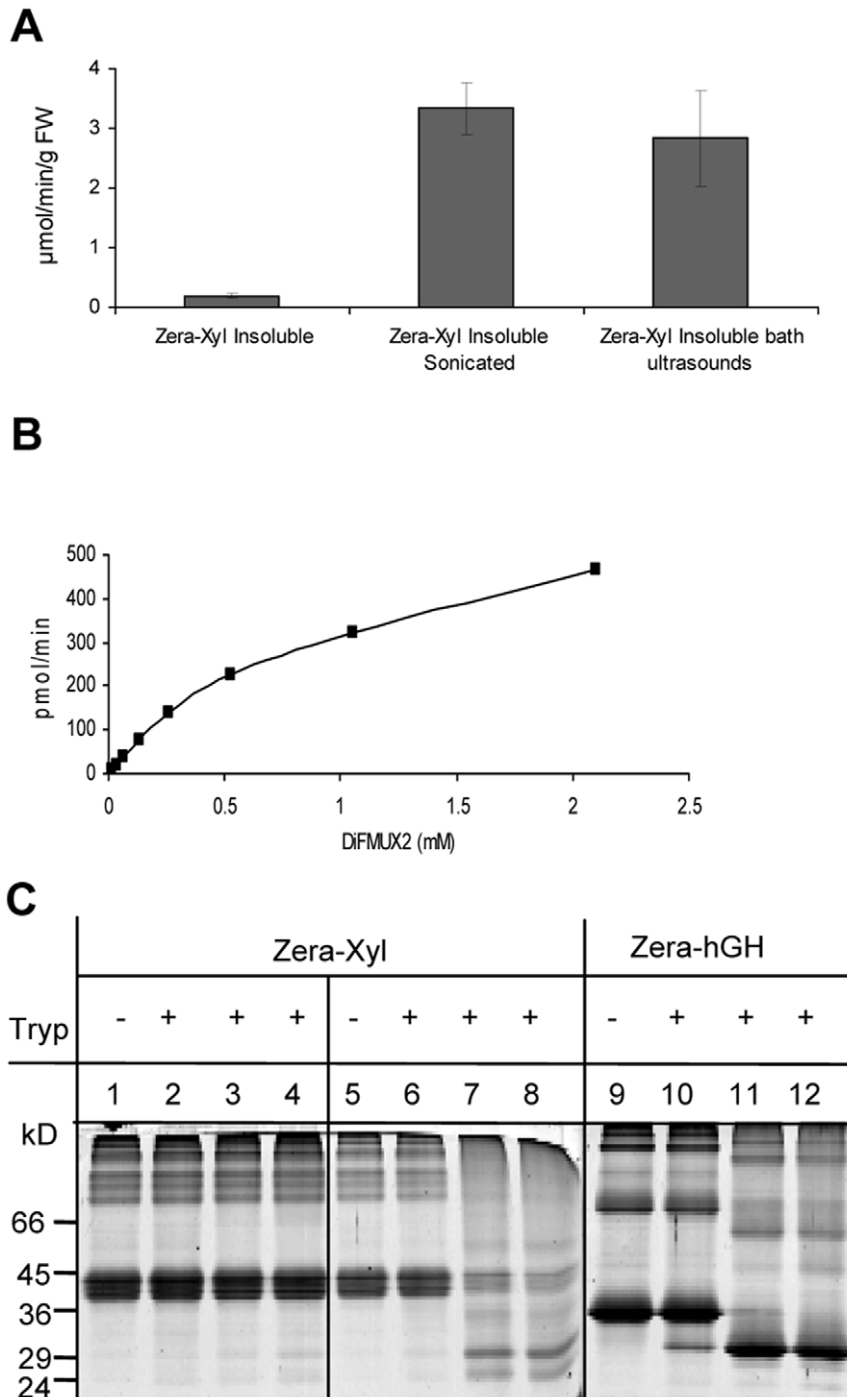 A
4
3
2
1
0
µmol/min/g FW
Zera-Xyl Insoluble
Zera-Xyl Insoluble
Sonicated
Zera-Xyl Insoluble bath
ultrasounds
B
500
400
300
200
100
0
pmol/min
0 0.5 1 1.5 2 2.5
DiFMUX2 (mM)
C
Zera-Xyl Zera-hGH
Tryp - + + + - + + + - + + +
1 2 3 4 5 6 7 8 9 10 11 12
kD
66
45
36
29
24